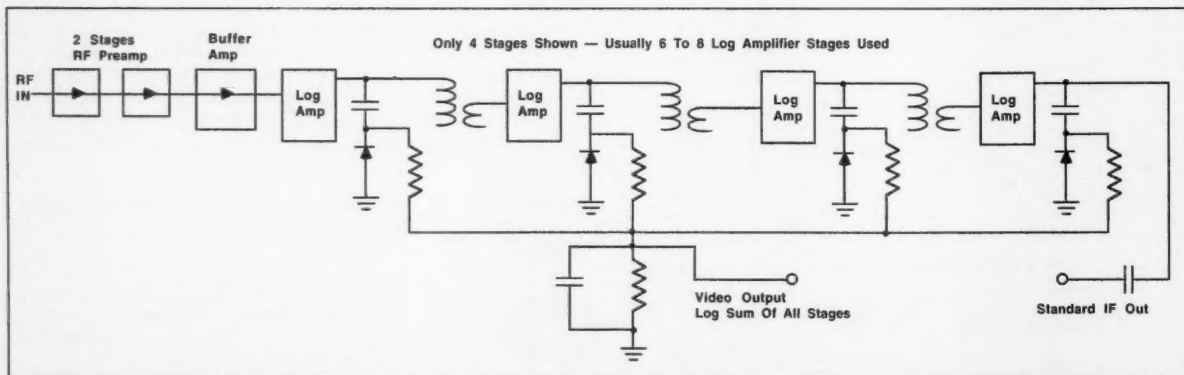 2 Stages
RF Preamp
Buffer
Amp
Only 4 Stages Shown — Usually 6 To 8 Log Amplifier Stages Used
RF
IN
Log
Amp
Log
Amp
Log
Amp
Log
Amp
Video Output
Log Sum Of All Stages
Standard IF Out